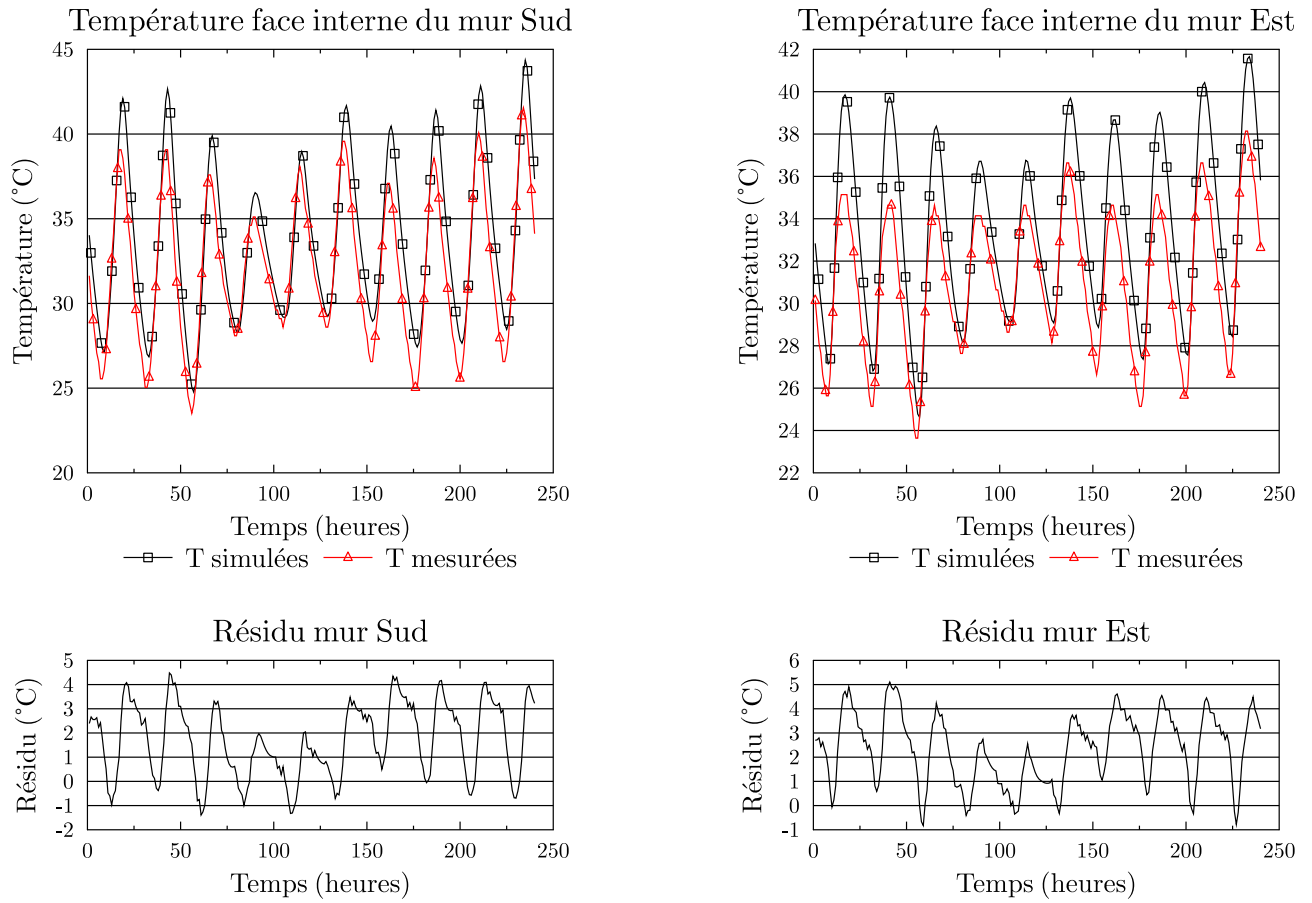 Température face interne du mur Sud
45
40
35
30
25
20
Température (°C)
0 50 100 150 200 250
Temps (heures)
T simulées T mesurées
Température face interne du mur Est
42
40
38
36
34
32
30
28
26
24
22
Température (°C)
0 50 100 150 200 250
Temps (heures)
T simulées T mesurées
Résidu mur Sud
5
4
3
2
1
0
-1
-2
Résidu (°C)
0 50 100 150 200 250
Temps (heures)
Résidu mur Est
6
5
4
3
2
1
0
-1
Résidu (°C)
0 50 100 150 200 250
Temps (heures)